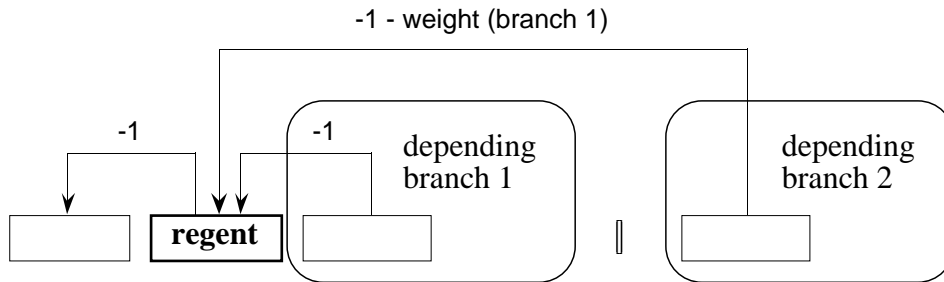 -1 - weight (branch 1)
-1
-1
depending
branch 1
depending
branch 2
regent